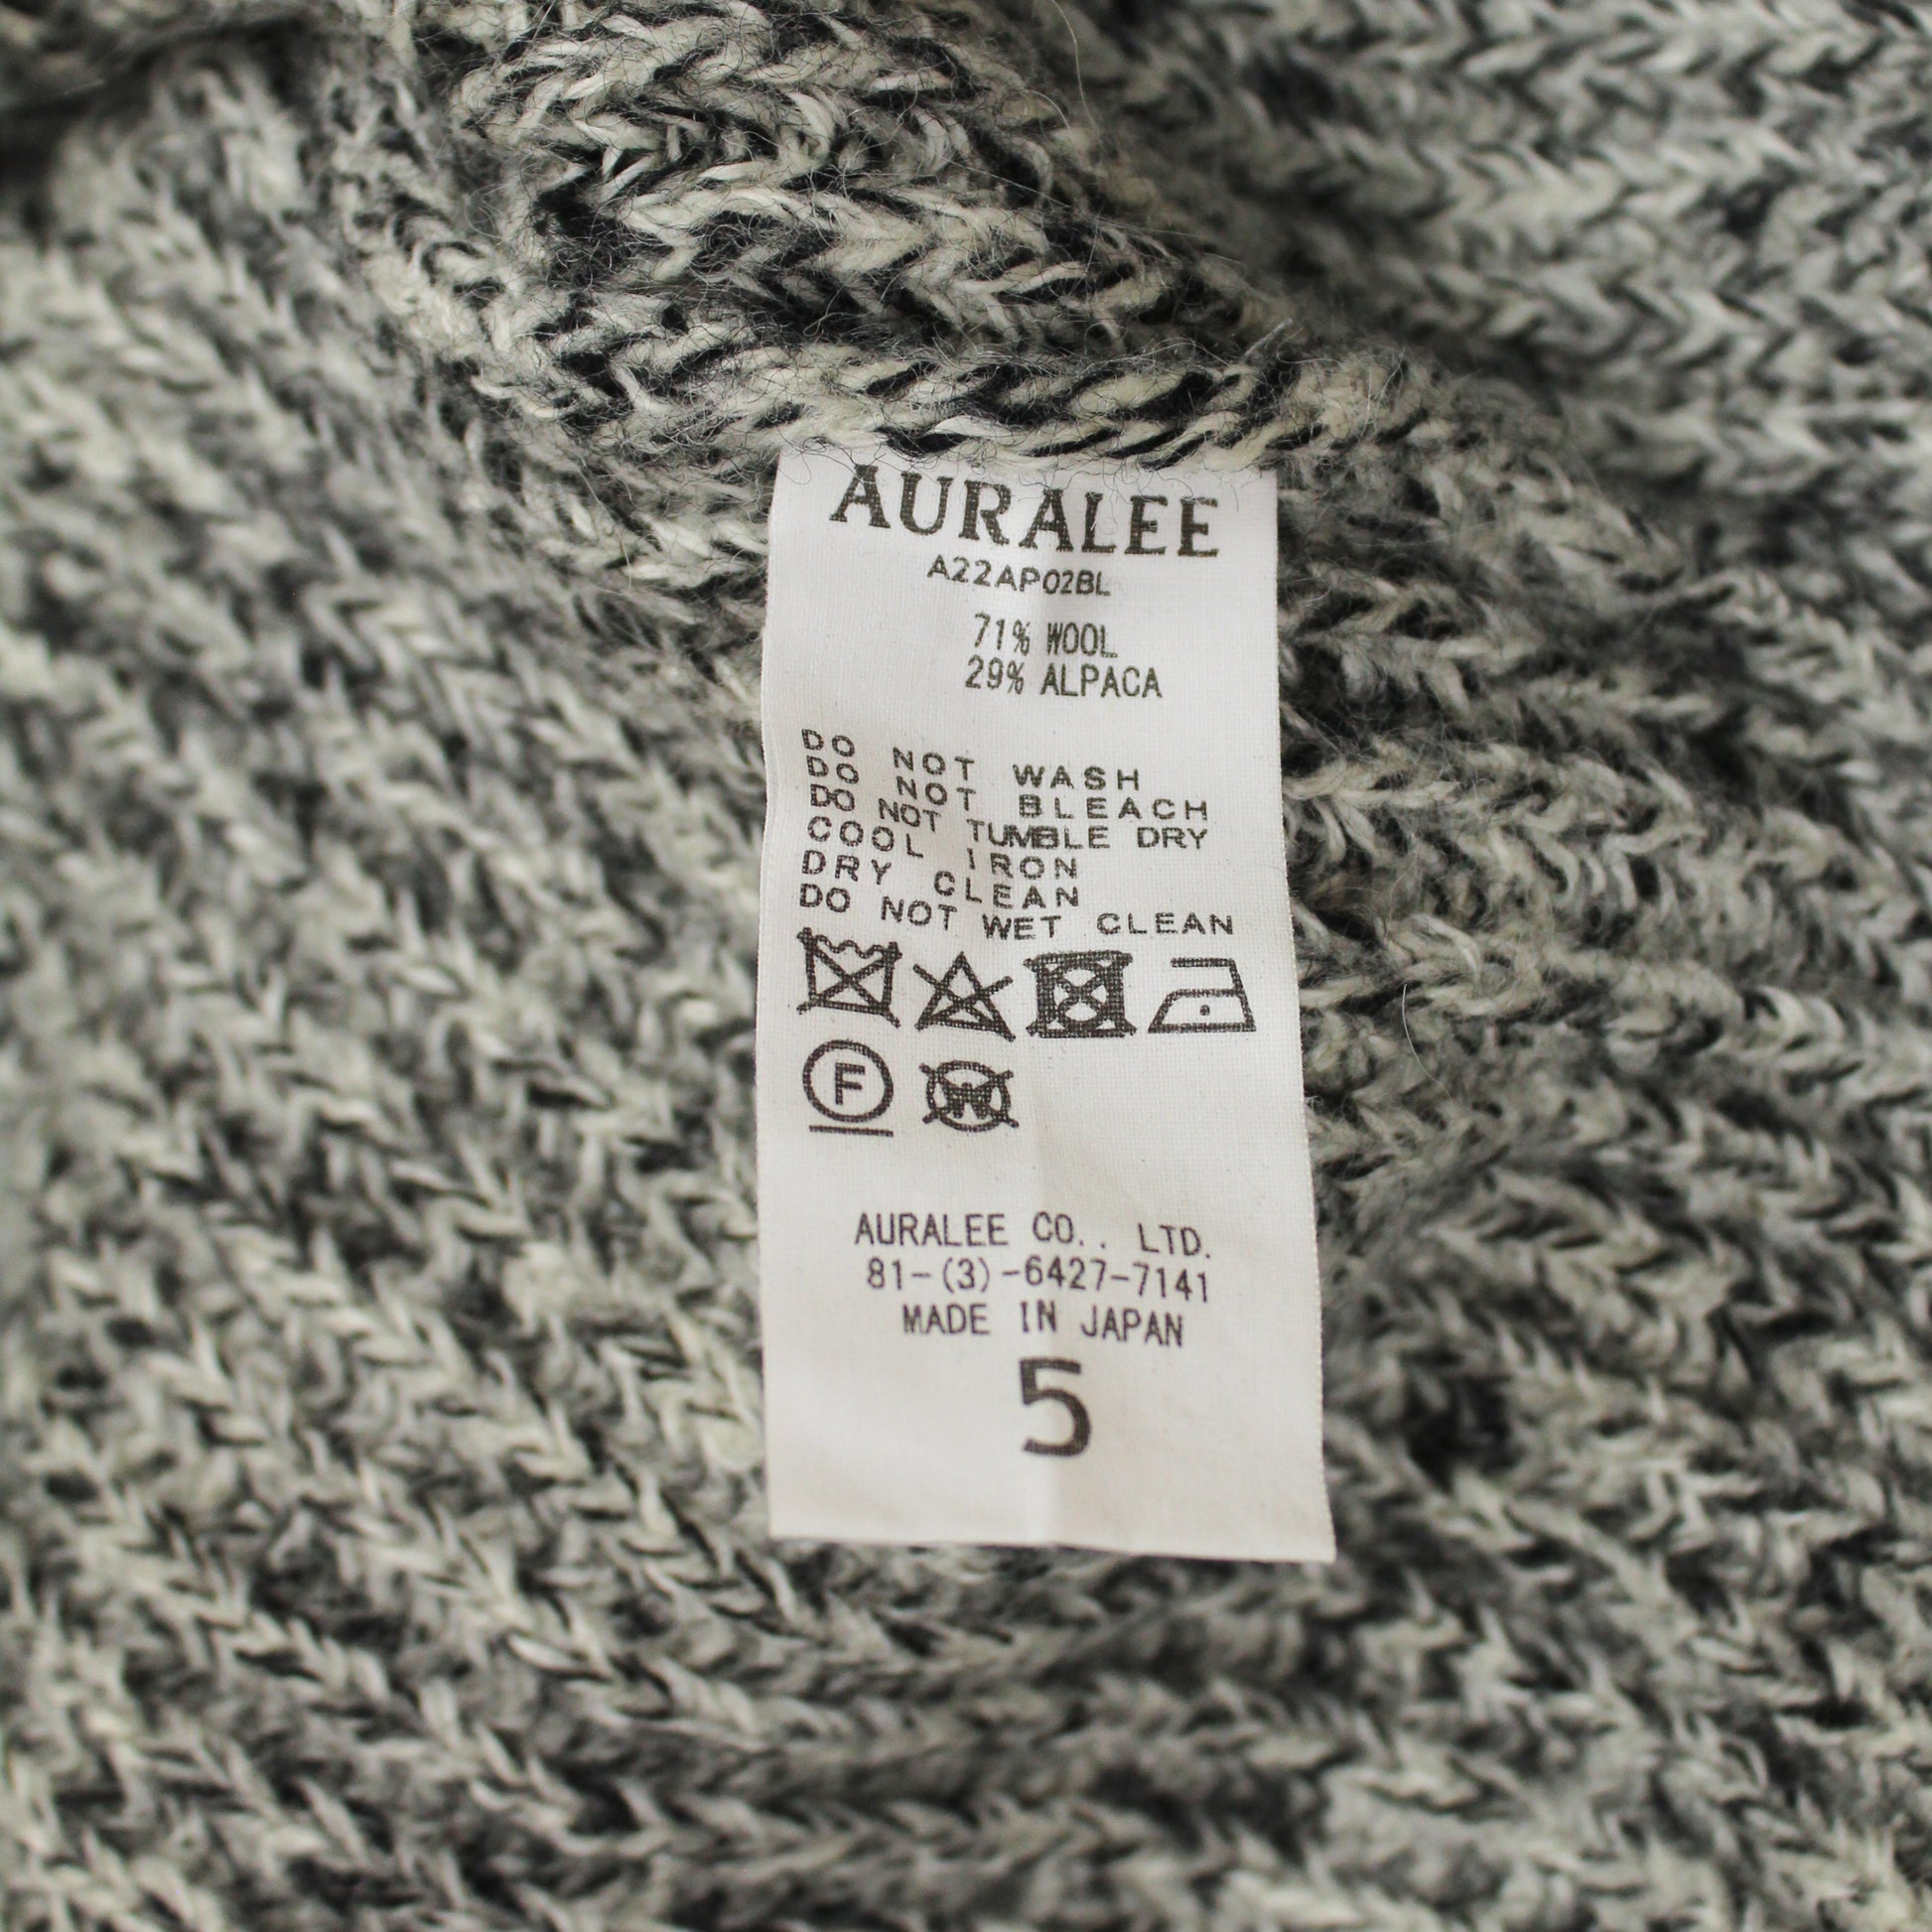 AURALEE
A22AP02BL
71% WOOL
29% ALPACA
DO NOT WASH
DO NOT BLEACH
DO NOT TUMBLE DRY
COOL IRON
DRY CLEAN
DO NOT WET CLEAN
F W
AURALEE CO., LTD.
81-(3)-6427-7141
MADE IN JAPAN
5